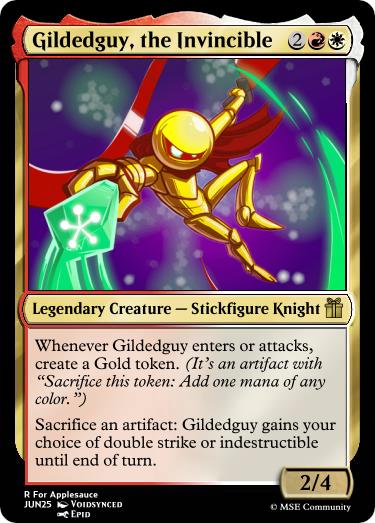 Gildedguy, the Invincible 2
Legendary Creature — Stickfigure Knight
Whenever Gildedguy enters or attacks,
create a Gold token. (It's an artifact with
“Sacrifice this token: Add one mana of any
color.”)
Sacrifice an artifact: Gildedguy gains your
choice of double strike or indestructible
until end of turn.
2/4
R For Applesauce
JUN25 Voidsynced
Epid
© MSE Community